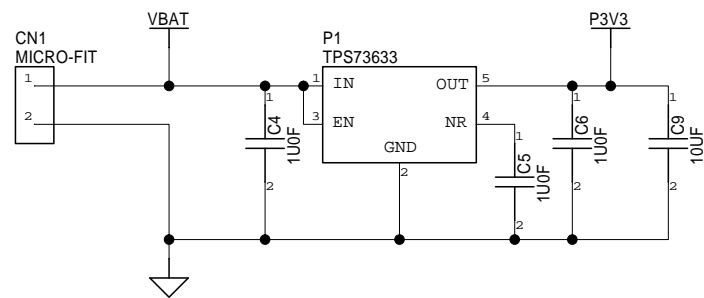 VBAT
P3V3
CN1
MICRO-FIT
P1
TPS73633
1
2
1
C4
1U0F
2
1
IN
3
EN
OUT
5
NR
4
GND
2
1
C5
1U0F
2
1
C6
1U0F
2
1
C9
10UF
2